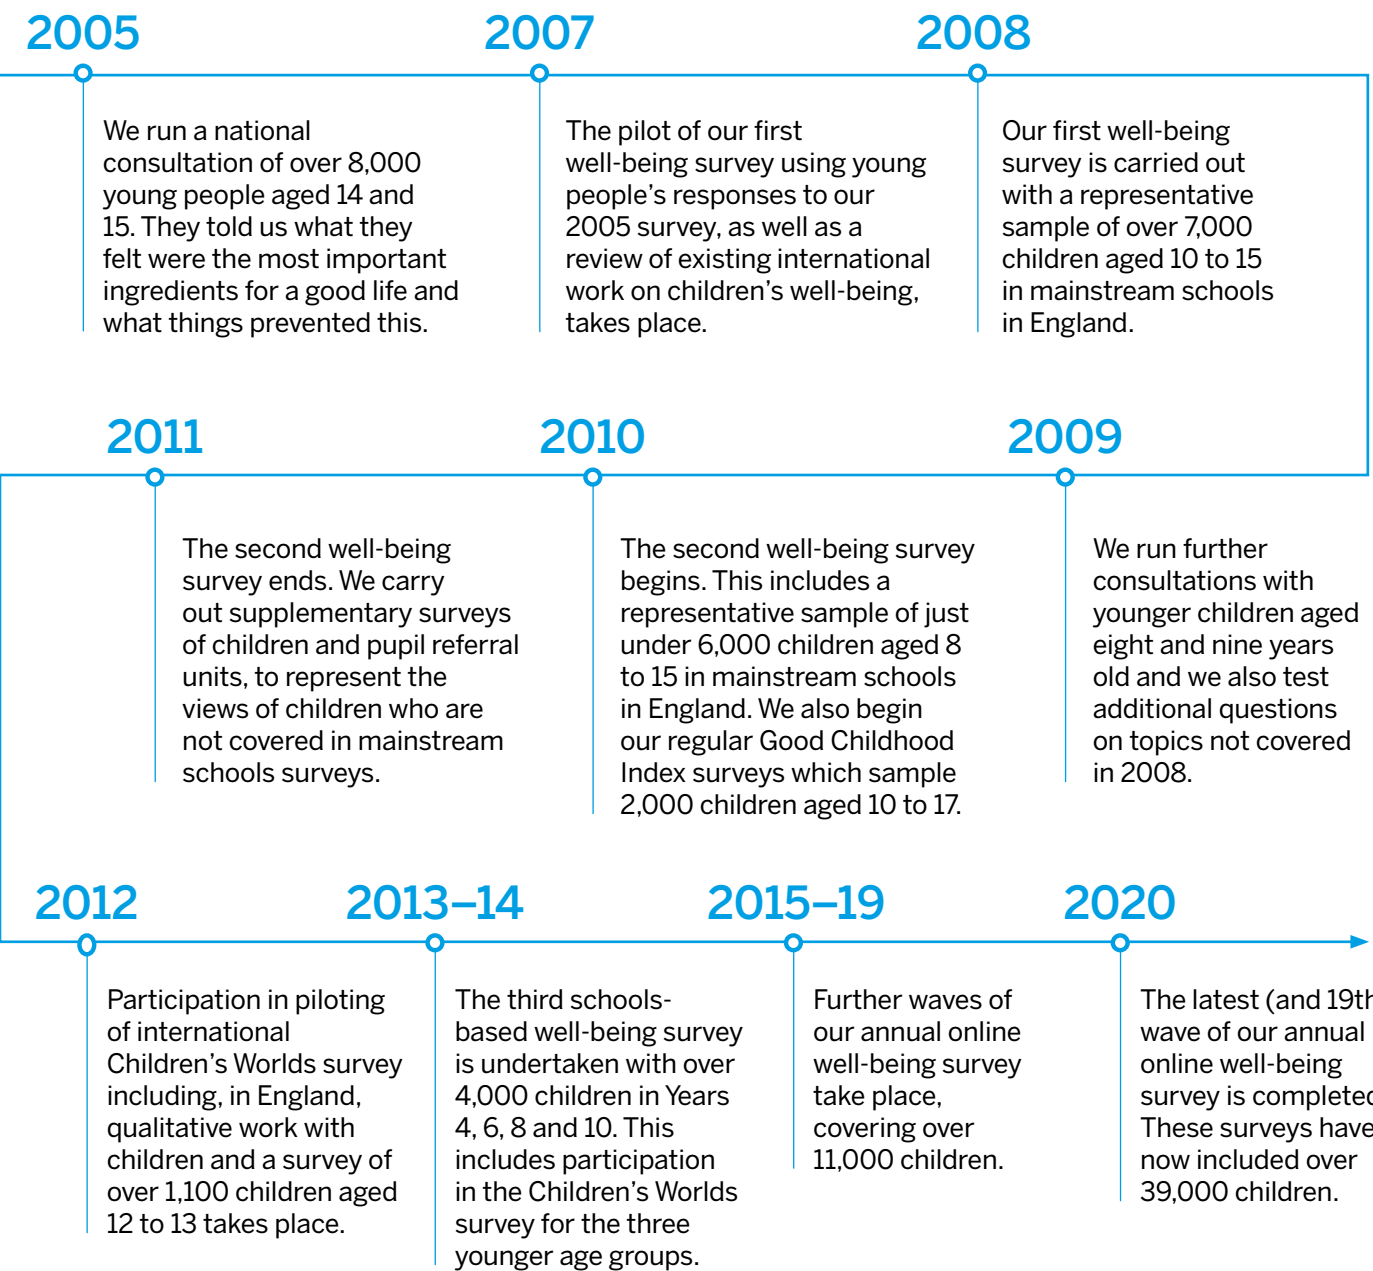 2005
We run a national
consultation of over 8,000
young people aged 14 and
15. They told us what they
felt were the most important
ingredients for a good life and
what things prevented this.
2007
The pilot of our first
well-being survey using young
people’s responses to our
2005 survey, as well as a
review of existing international
work on children’s well-being,
takes place.
2008
Our first well-being
survey is carried out
with a representative
sample of over 7,000
children aged 10 to 15
in mainstream schools
in England.
2009
We run further
consultations with
younger children aged
eight and nine years
old and we also test
additional questions
on topics not covered
in 2008.
2010
The second well-being survey
begins. This includes a
representative sample of just
under 6,000 children aged 8
to 15 in mainstream schools
in England. We also begin
our regular Good Childhood
Index surveys which sample
2,000 children aged 10 to 17.
2011
The second well-being
survey ends. We carry
out supplementary surveys
of children and pupil referral
units, to represent the
views of children who are
not covered in mainstream
schools surveys.
2012
Participation in piloting
of international
Children’s Worlds survey
including, in England,
qualitative work with
children and a survey of
over 1,100 children aged
12 to 13 takes place.
2013–14
The third schools-
based well-being survey
is undertaken with over
4,000 children in Years
4, 6, 8 and 10. This
includes participation
in the Children’s Worlds
survey for the three
younger age groups.
2015–19
Further waves of
our annual online
well-being survey
take place,
covering over
11,000 children.
2020
The latest (and 19th
wave of our annual
online well-being
survey is completed
These surveys have
now included over
39,000 children.